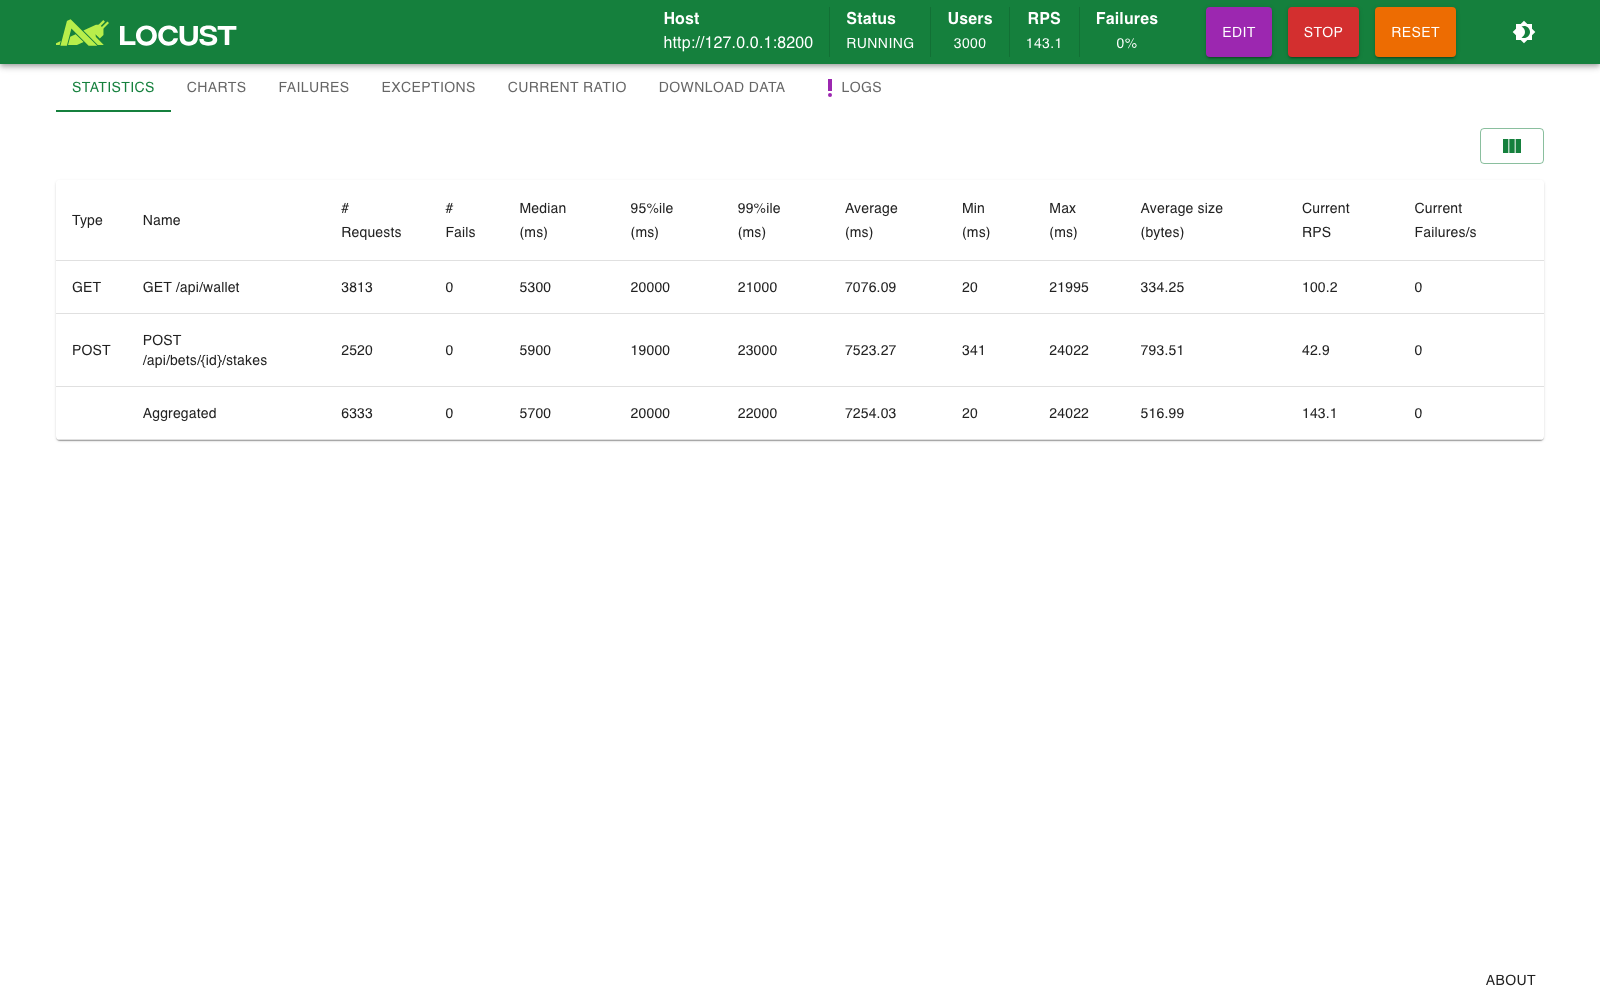 LOCUST
Host
http://127.0.0.1:8200
Status
RUNNING
Users
3000
RPS
143.1
Failures
0%
EDIT
STOP
RESET
STATISTICS CHARTS FAILURES EXCEPTIONS CURRENT RATIO DOWNLOAD DATA LOGS
Type Name # Requests # Fails Median (ms) 95%ile (ms) 99%ile (ms) Average (ms) Min (ms) Max (ms) Average size (bytes) Current RPS Current Failures/s
GET GET /api/wallet 3813 0 5300 20000 21000 7076.09 20 21995 334.25 100.2 0
POST POST /api/bets/{id}/stakes 2520 0 5900 19000 23000 7523.27 341 24022 793.51 42.9 0
Aggregated 6333 0 5700 20000 22000 7254.03 20 24022 516.99 143.1 0
ABOUT